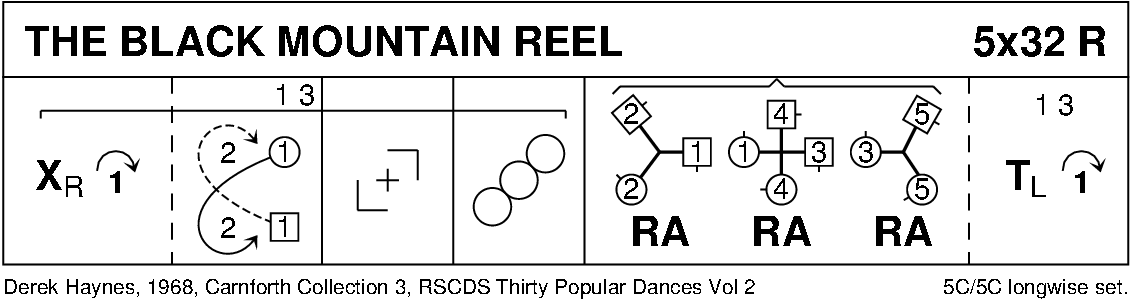 THE BLACK MOUNTAIN REEL 5x32 R
1 3
1 3
2 1 2 4 5
XR 1 1 1 3 3 TL 1
2 1 2 4 5
RA RA RA
Derek Haynes, 1968, Carnforth Collection 3, RSCDS Thirty Popular Dances Vol 2 5C/5C longwise set.